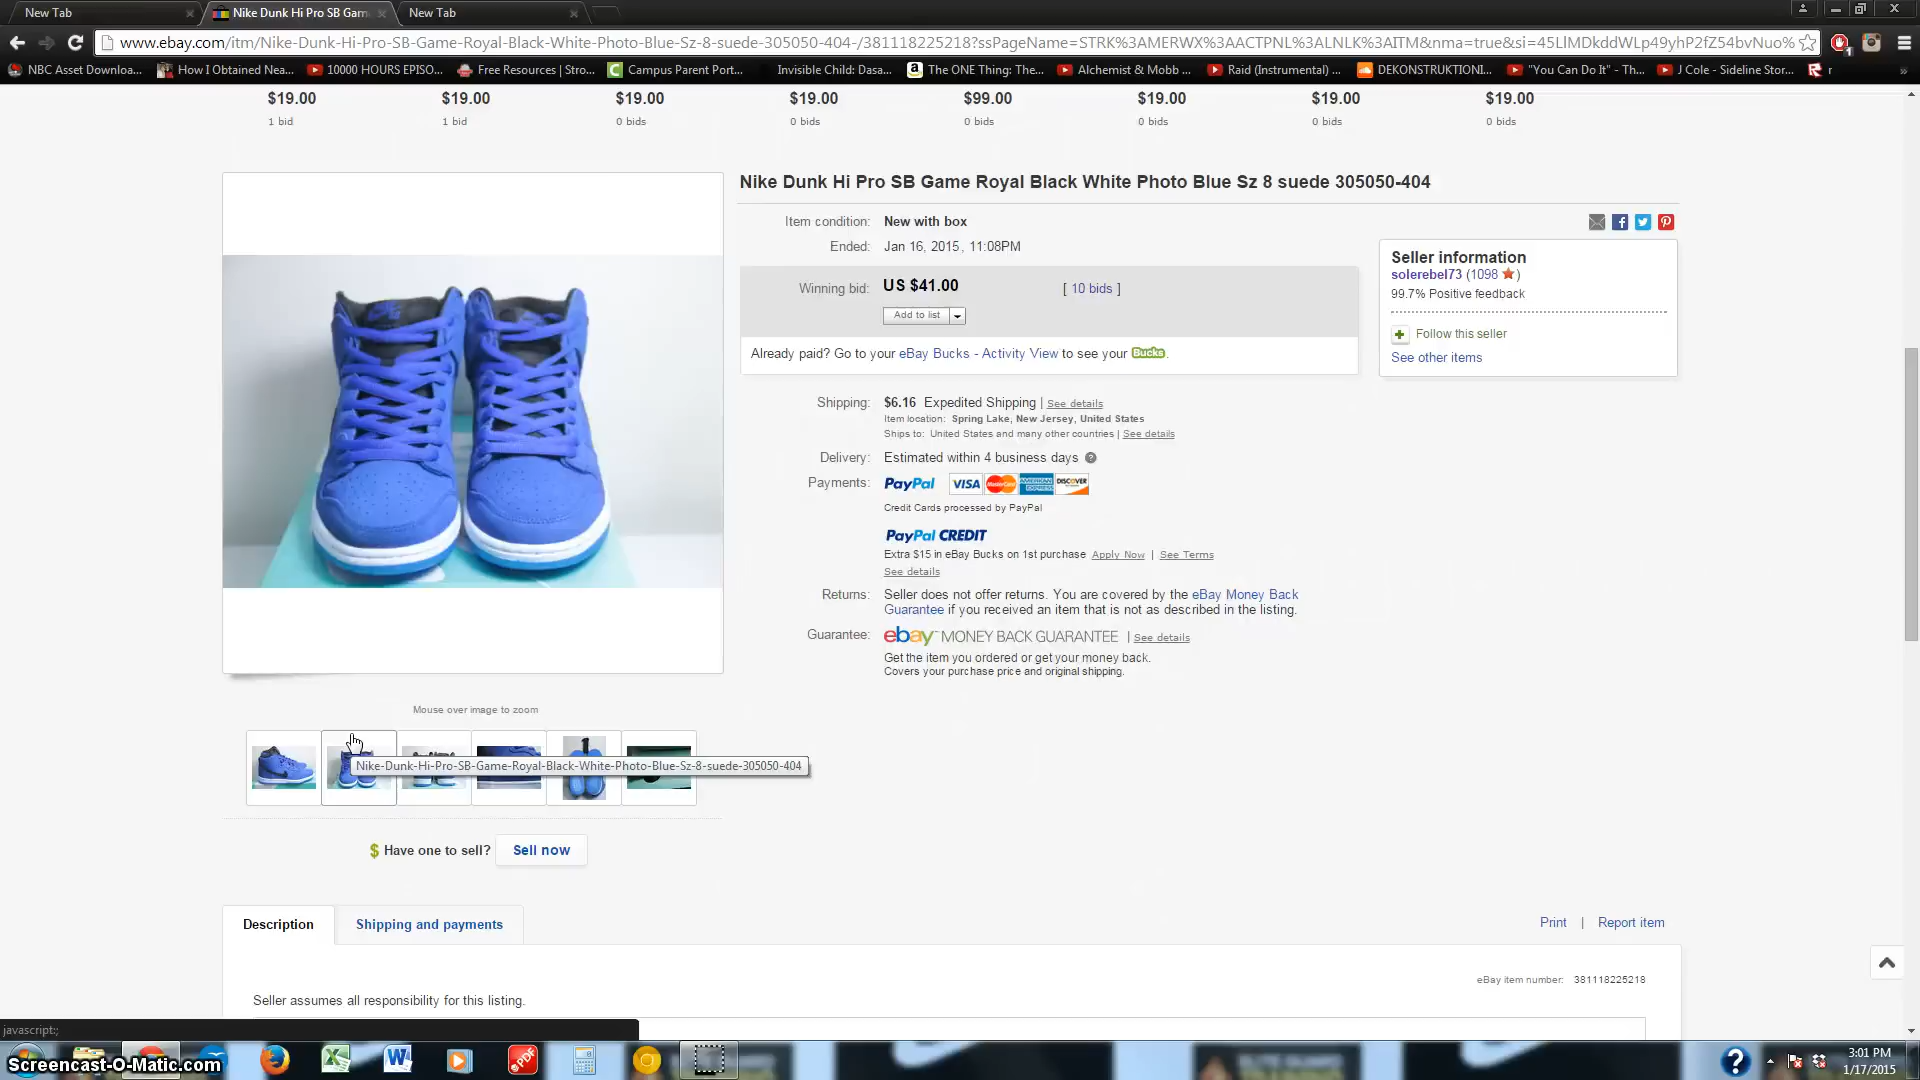 New Tab
Nike Dunk Hi Pro SB Gam
New Tab
www.ebay.com/itm/Nike-Dunk-Hi-Pro-SB-Game-Royal-Black-White-Photo-Blue-Sz-8-suede-305050-404-/381118225218?ssPageName=STRK%3AMERWX%3AACTPNL%3ALNLK%3AITM&nma=true&si=45LlMDkddWLp49yhP2fZ54bvNuo%
NBC Asset Downloa...
How I Obtained Nea...
10000 HOURS EPISO...
Free Resources | Stro...
Campus Parent Port...
Invisible Child: Dasa...
The ONE Thing: The...
Alchemist & Mobb ...
Raid (Instrumental) ...
DEKONSTRUKTIONI...
"You Can Do It" - Th...
J Cole - Sideline Stor...
r
$19.00 $19.00 $19.00 $19.00 $99.00 $19.00 $19.00 $19.00
1 bid 1 bid 0 bids 0 bids 0 bids 0 bids 0 bids 0 bids
Nike Dunk Hi Pro SB Game Royal Black White Photo Blue Sz 8 suede 305050-404
Item condition: New with box
Ended: Jan 16, 2015 , 11:08PM
Winning bid: US $41.00 [ 10 bids ]
Add to list
Already paid? Go to your eBay Bucks - Activity View to see your Bucks.
Seller information
solerebel73 (1098 )
99.7% Positive feedback
Follow this seller
See other items
Shipping: $6.16 Expedited Shipping | See details
Item location: Spring Lake, New Jersey, United States
Ships to: United States and many other countries | See details
Delivery: Estimated within 4 business days
Payments: PayPal VISA MasterCard AMERICAN EXPRESS DISCOVER
Credit Cards processed by PayPal
PayPal CREDIT
Extra $15 in eBay Bucks on 1st purchase Apply Now | See Terms
See details
Returns: Seller does not offer returns. You are covered by the eBay Money Back
Guarantee if you received an item that is not as described in the listing.
Guarantee: ebay MONEY BACK GUARANTEE | See details
Get the item you ordered or get your money back.
Covers your purchase price and original shipping.
Mouse over image to zoom
Nike-Dunk-Hi-Pro-SB-Game-Royal-Black-White-Photo-Blue-Sz-8-suede-305050-404
$ Have one to sell? Sell now
Description
Shipping and payments
Print | Report item
eBay item number: 381118225218
Seller assumes all responsibility for this listing.
javascript:;
Screencast-O-Matic.com
3:01 PM
1/17/2015